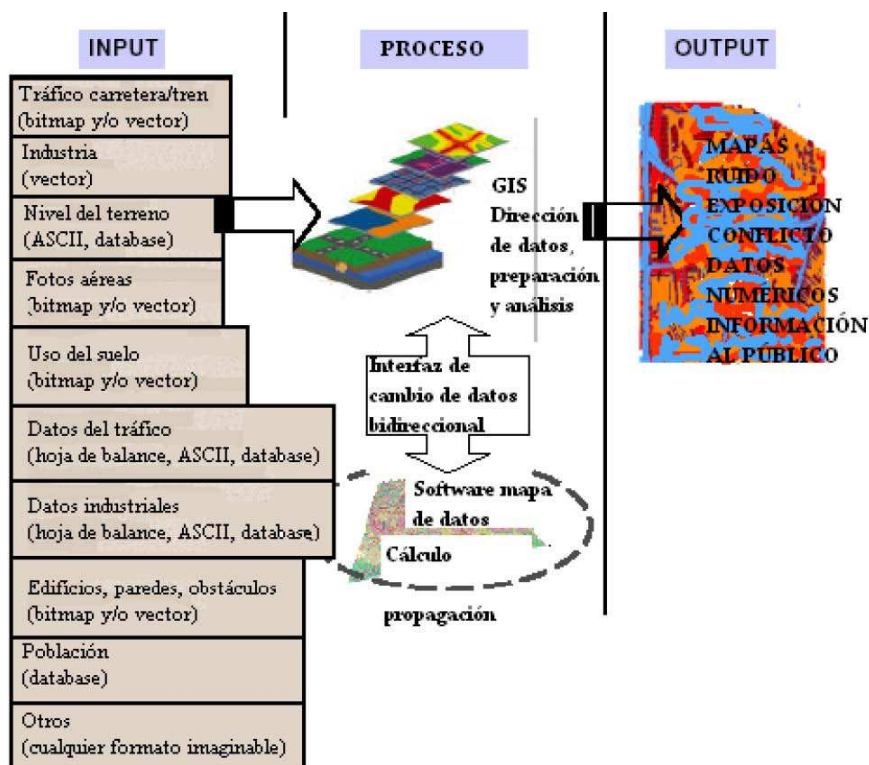 INPUT
PROCESO
OUTPUT
Tráfico carretera/tren
(bitmap y/o vector)
Industria
(vector)
Nivel del terreno
(ASCII, database)
Fotos aéreas
(bitmap y/o vector)
Uso del suelo
(bitmap y/o vector)
Datos del tráfico
(hoja de balance, ASCII, database)
Datos industriales
(hoja de balance, ASCII, database)
Edificios, paredes, obstáculos
(bitmap y/o vector)
Población
(database)
Otros
(cualquier formato imaginable)
GIS
Dirección
de datos,
preparación
y análisis
Interfaz de
cambio de datos
bidireccional
Software mapa
de datos
Cálculo
propagación
MAPAS
RUIDO
EXPOSICIÓN
CONFLICTO
DATOS
NUMÉRICOS
INFORMACIÓN
AL PÚBLICO